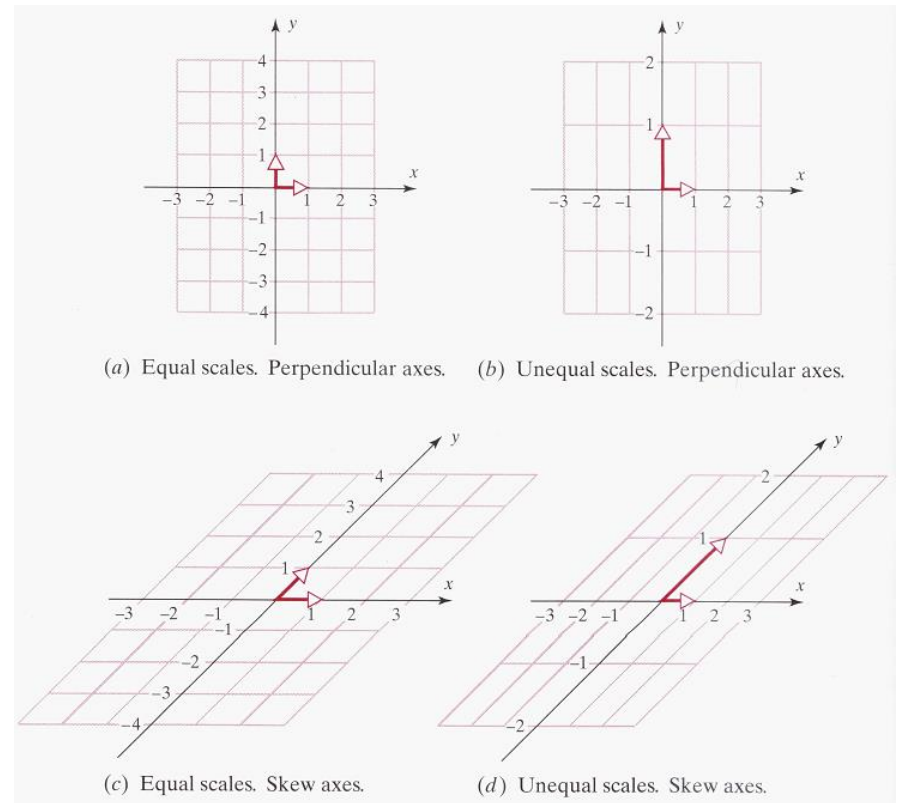 y
4
3
2
1
x
-3 -2 -1 1 2 3
-1
-2
-3
-4
(a) Equal scales. Perpendicular axes.
y
2
1
x
-3 -2 -1 1 2 3
-1
-2
(b) Unequal scales. Perpendicular axes.
y
4
3
2
1
x
-3 -2 -1 1 2 3
-1
-2
-3
-4
(c) Equal scales. Skew axes.
y
2
1
x
-3 -2 -1 1 2 3
-1
-2
(d) Unequal scales. Skew axes.